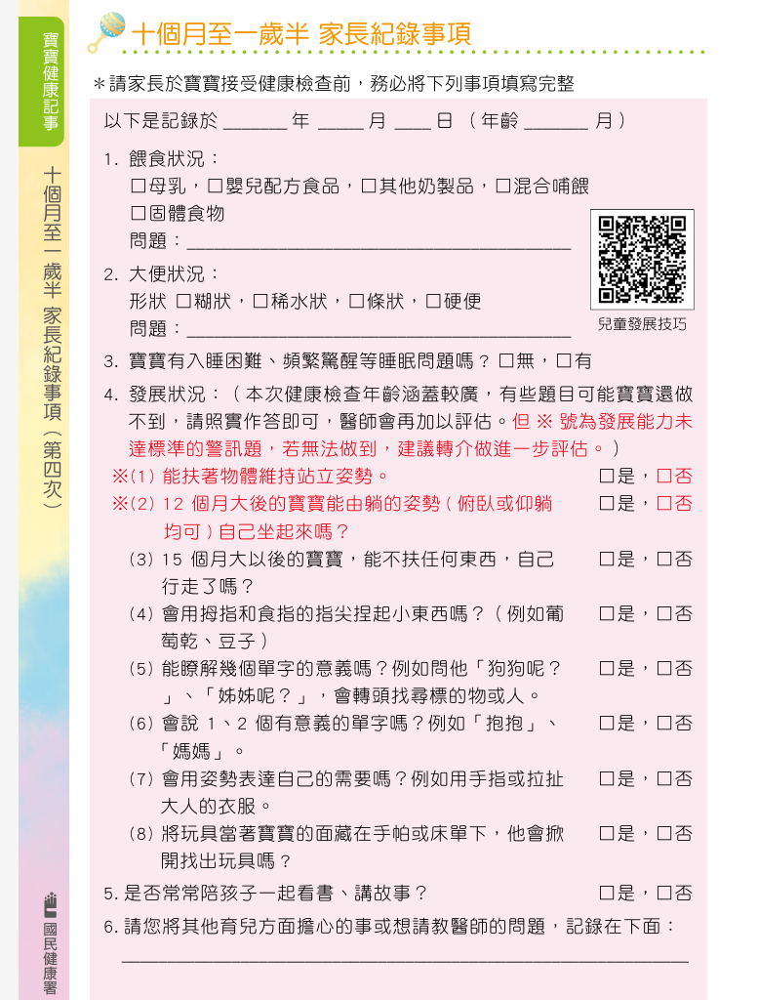 十個月至一歲半 家長紀錄事項
寶寶健康記事
十個月至一歲半 家長紀錄事項（第四次）
國民健康署
＊請家長於寶寶接受健康檢查前，務必將下列事項填寫完整
以下是記錄於 _______ 年 _____ 月 ____ 日 （年齡 _______ 月）
1. 餵食狀況：
□母乳，□嬰兒配方食品，□其他奶製品，□混合哺餵
□固體食物
問題：__________________________________________
2. 大便狀況：
形狀 □糊狀，□稀水狀，□條狀，□硬便
問題：__________________________________________
兒童發展技巧
3. 寶寶有入睡困難、頻繁驚醒等睡眠問題嗎？□無，□有
4. 發展狀況：（本次健康檢查年齡涵蓋較廣，有些題目可能寶寶還做
不到，請照實作答即可，醫師會再加以評估。但 ※ 號為發展能力未
達標準的警訊題，若無法做到，建議轉介做進一步評估。）
※(1) 能扶著物體維持站立姿勢。 □是，□否
※(2) 12 個月大後的寶寶能由躺的姿勢 ( 俯臥或仰躺 □是，□否
均可 ) 自己坐起來嗎？
(3) 15 個月大以後的寶寶，能不扶任何東西，自己 □是，□否
行走了嗎？
(4) 會用拇指和食指的指尖捏起小東西嗎？（例如葡 □是，□否
萄乾、豆子）
(5) 能瞭解幾個單字的意義嗎？例如問他「狗狗呢？ □是，□否
」、「姊姊呢？」，會轉頭找尋標的物或人。
(6) 會說 1、2 個有意義的單字嗎？例如「抱抱」、 □是，□否
「媽媽」。
(7) 會用姿勢表達自己的需要嗎？例如用手指或拉扯 □是，□否
大人的衣服。
(8) 將玩具當著寶寶的面藏在手帕或床單下，他會掀 □是，□否
開找出玩具嗎？
5. 是否常常陪孩子一起看書、講故事？ □是，□否
6. 請您將其他育兒方面擔心的事或想請教醫師的問題，記錄在下面：
______________________________________________________________